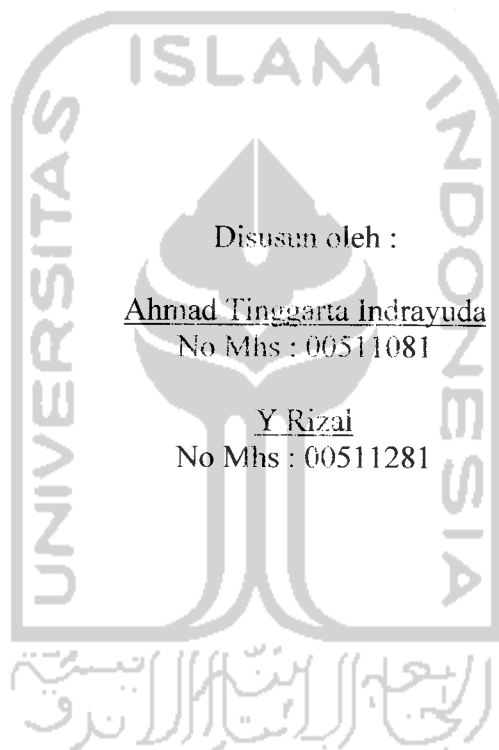 UNIVERSITAS
ISLAM
INDONESIA
Disusun oleh :
Ahmad Tinggarta Indrayuda
No Mhs : 00511081
Y Rizal
No Mhs : 00511281